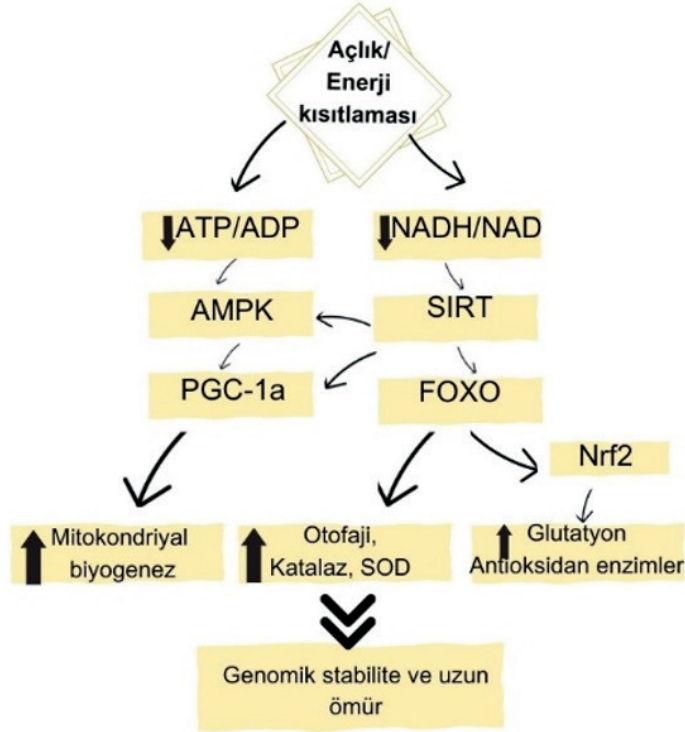 Açlık/
Enerji
kısıtlaması
ATP/ADP
NADH/NAD
AMPK
SIRT
PGC-1a
FOXO
Nrf2
Mitokondriyal
biyogenez
Otofaji,
Katalaz, SOD
Glutatyon
Antioksidan enzimler
Genomik stabilite ve uzun
ömür